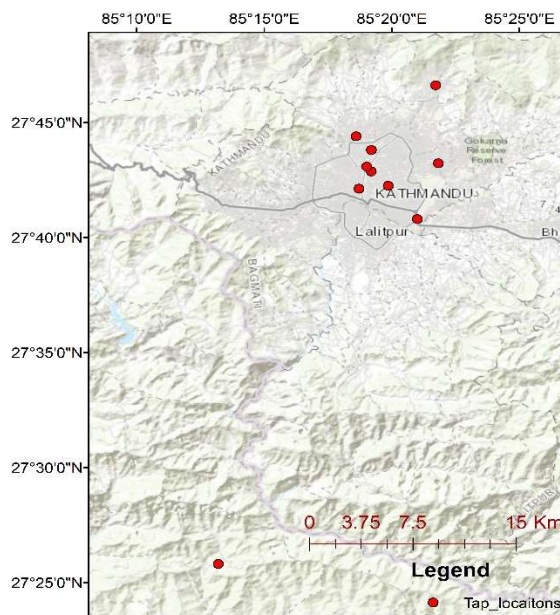 85°10'0"E 85°15'0"E 85°20'0"E 85°25'0"E
27°45'0"N
Gokarna
Reserve
Forest
KATHMANDU
KATHMANDU
27°40'0"N
Lalitpur
Bh
BAGMATI
27°35'0"N
27°30'0"N
0 3.75 7.5 15 Km
27°25'0"N
Legend
Tap_locaitons